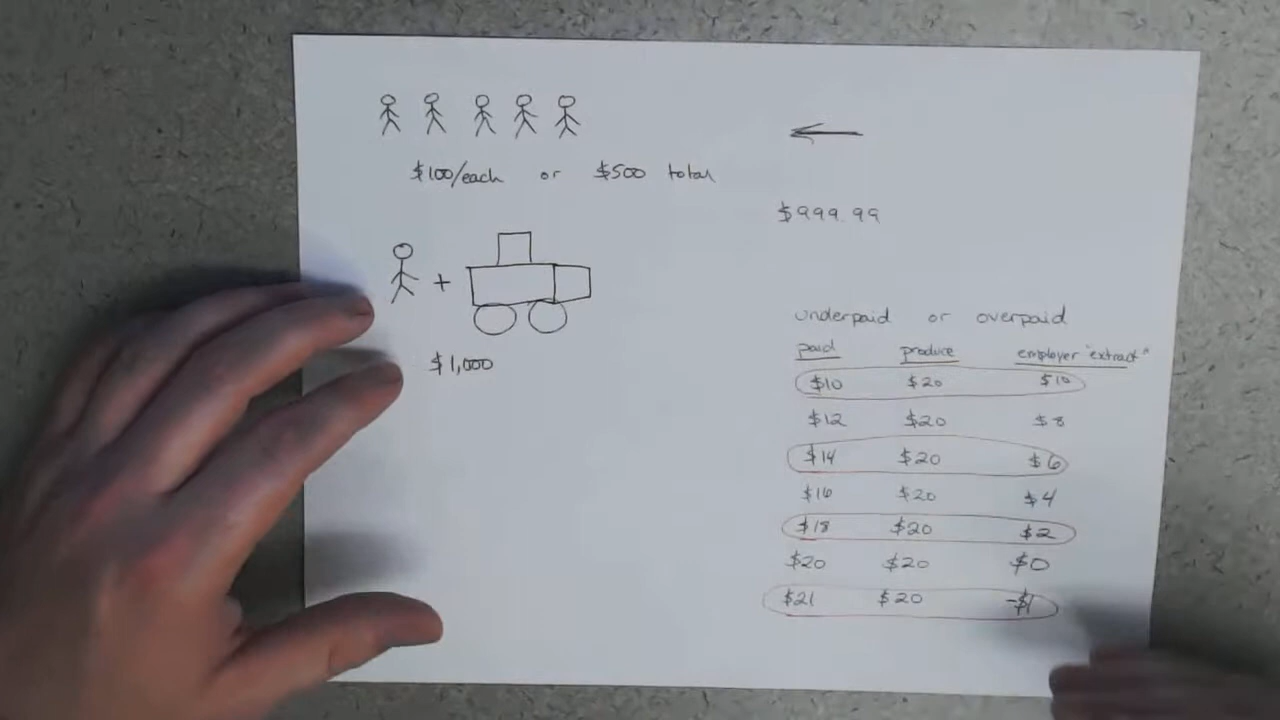 $100/each or $500 total
$999.99
$1,000
underpaid or overpaid
paid produce employer "extract"
$10 $20 $10
$12 $20 $8
$14 $20 $6
$16 $20 $4
$18 $20 $2
$20 $20 $0
$21 $20 -$1